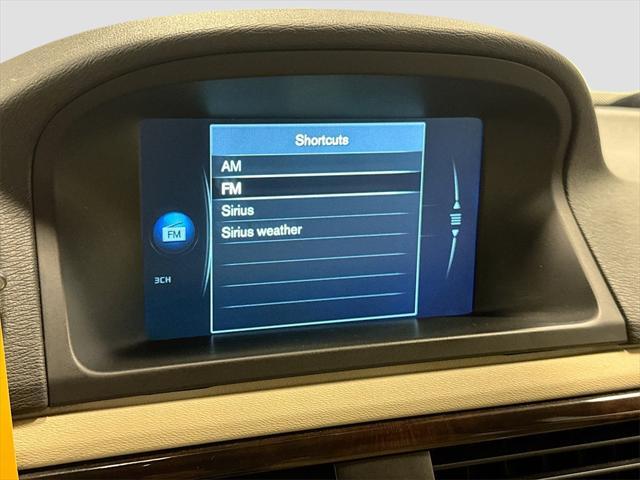 Shortcuts
AM
FM
Sirius
Sirius weather
FM
3CH